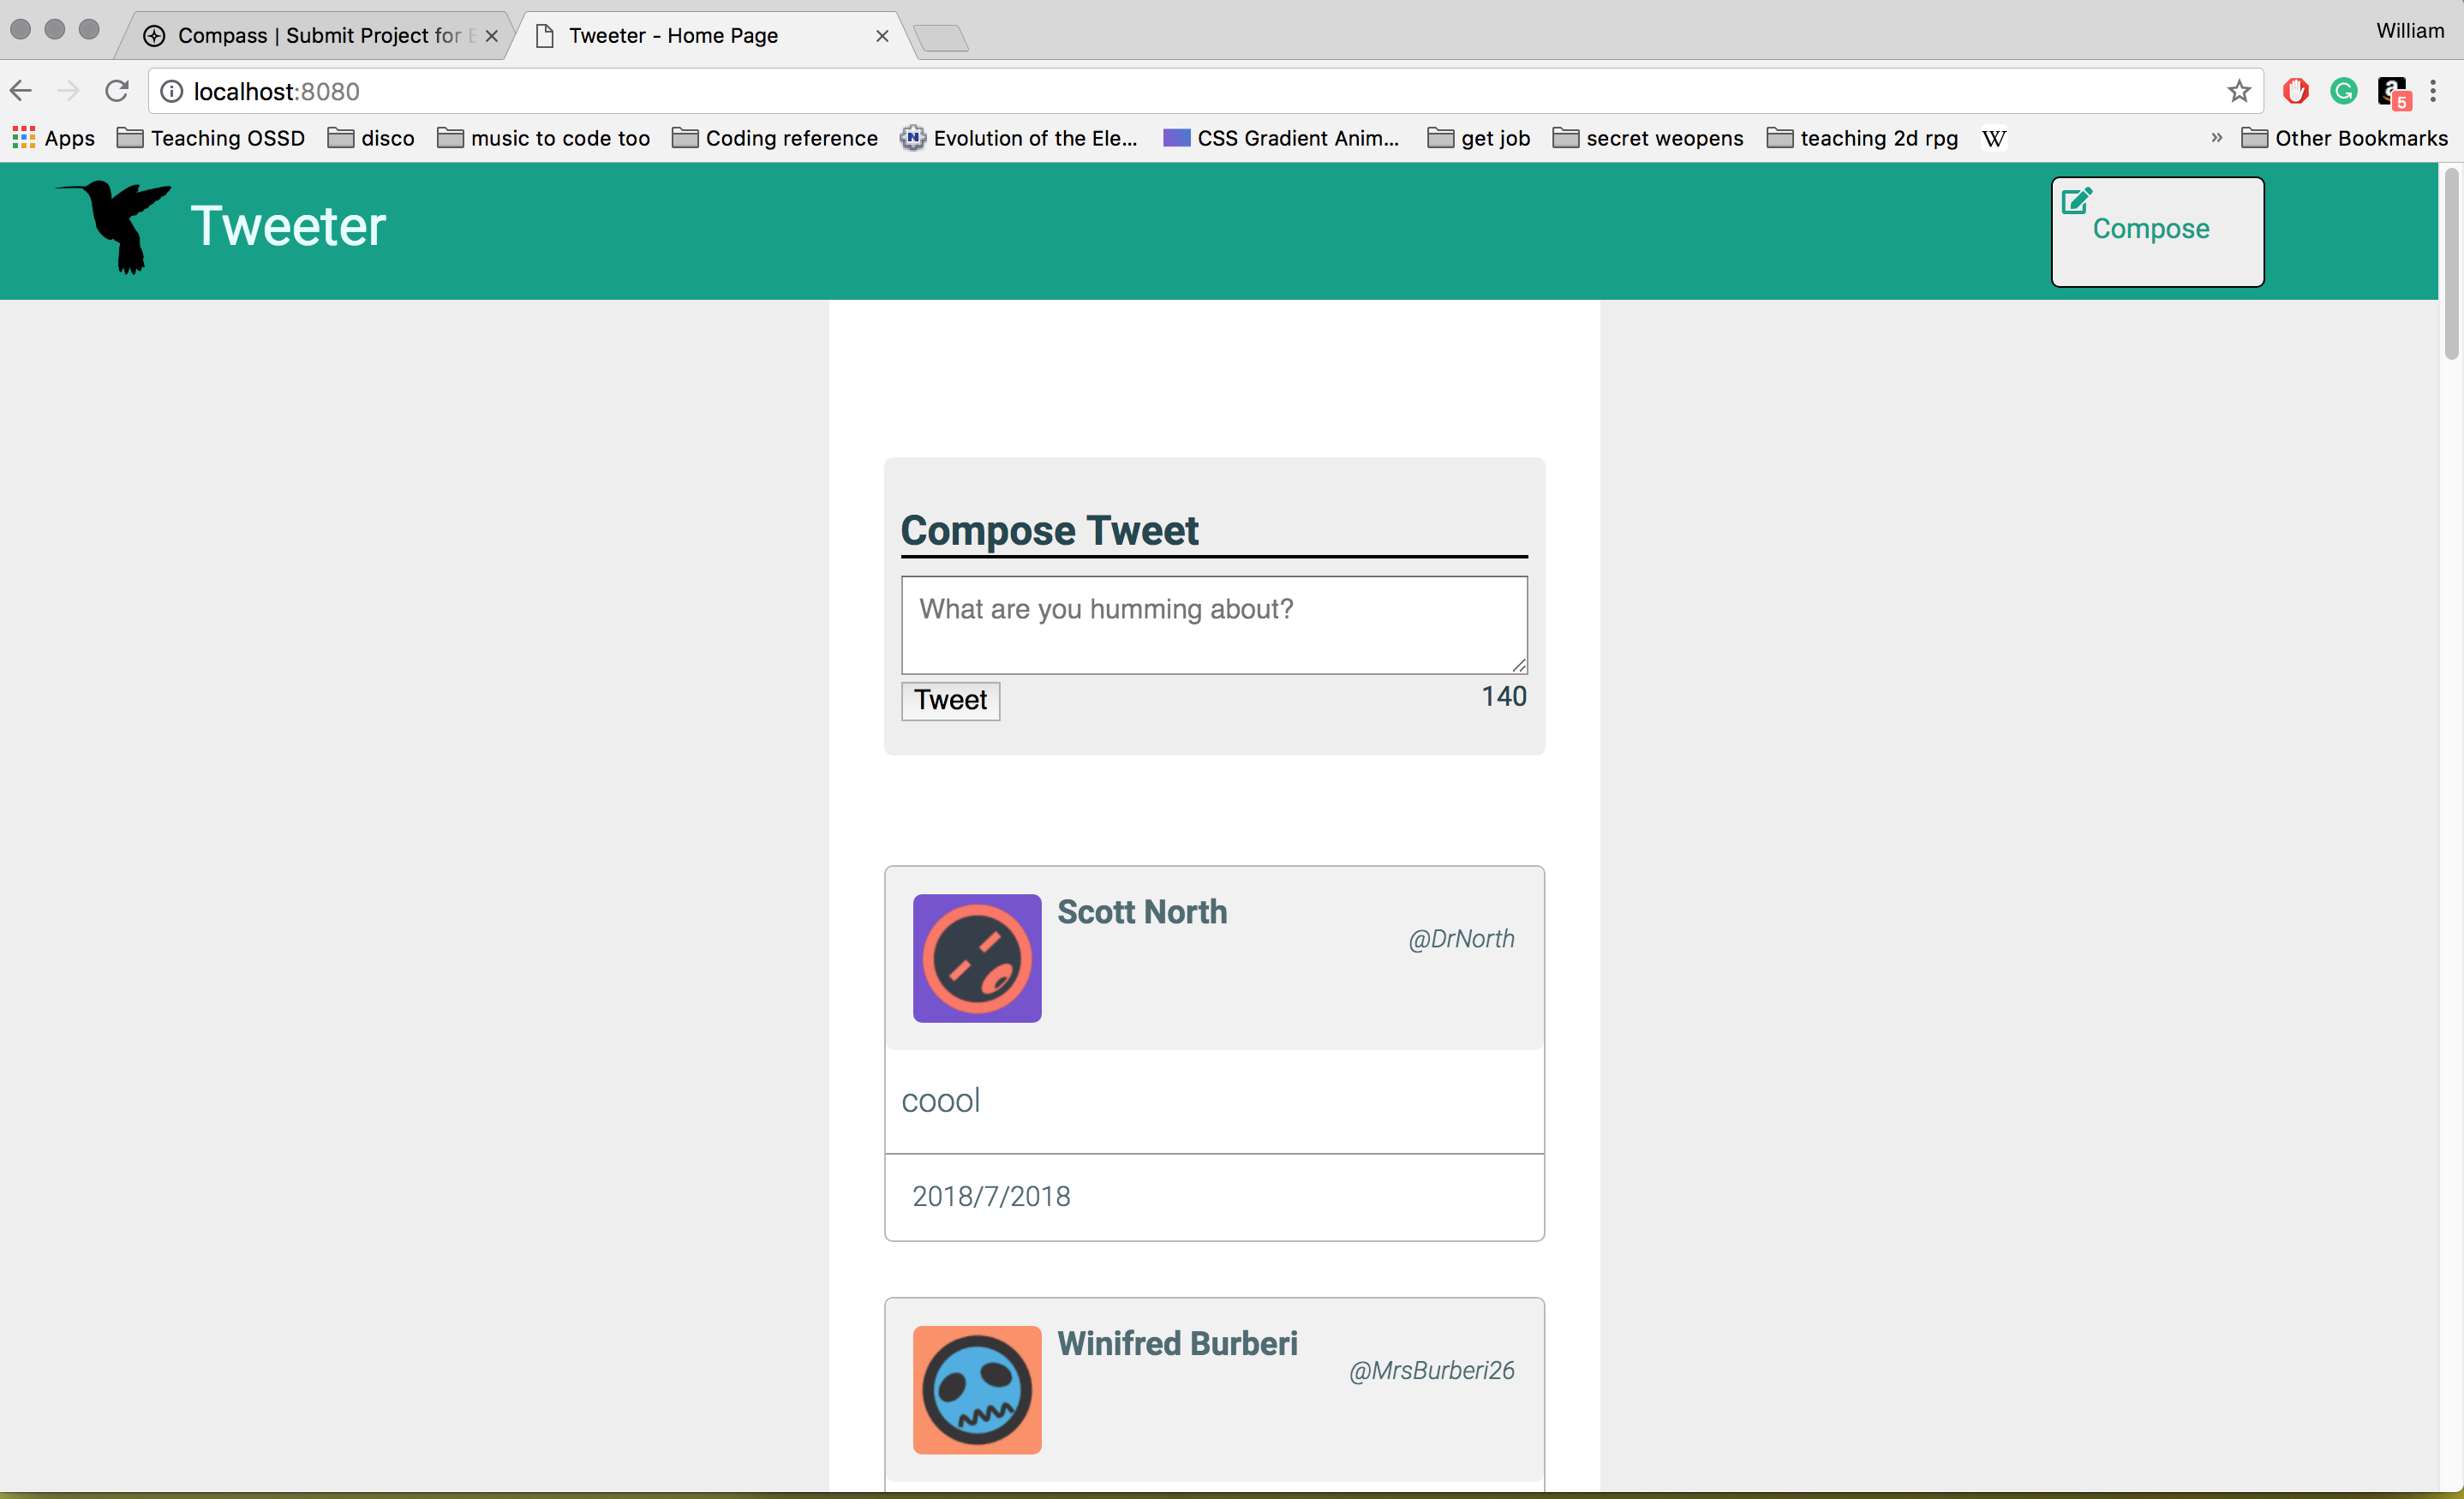 Compass | Submit Project for E
Tweeter - Home Page
William
localhost:8080
5
Apps
Teaching OSSD
disco
music to code too
Coding reference
Evolution of the Ele...
CSS Gradient Anim...
get job
secret weopens
teaching 2d rpg
W
»
Other Bookmarks
Tweeter
Compose
Compose Tweet
What are you humming about?
Tweet
140
Scott North
@DrNorth
coool
2018/7/2018
Winifred Burberi
@MrsBurberi26